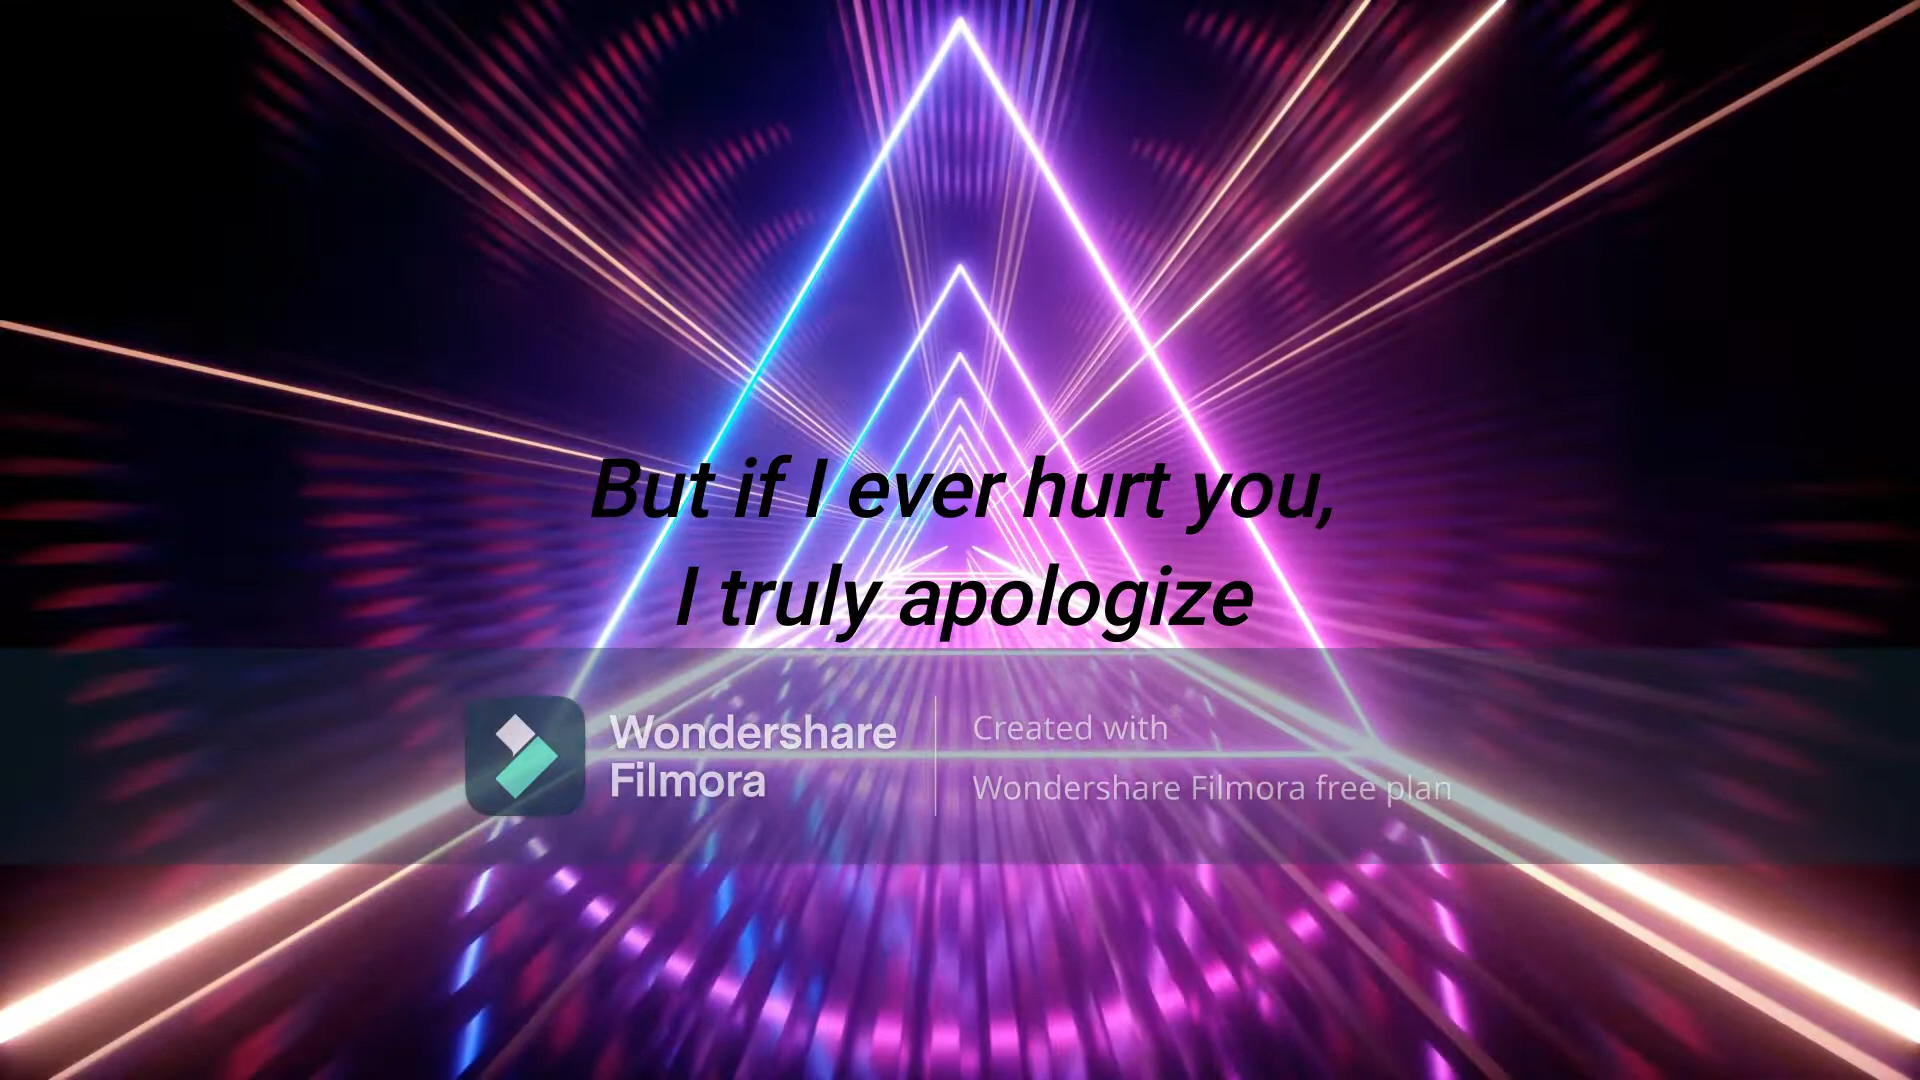 But if I ever hurt you,
I truly apologize
Wondershare
Filmora
Created with
Wondershare Filmora free plan